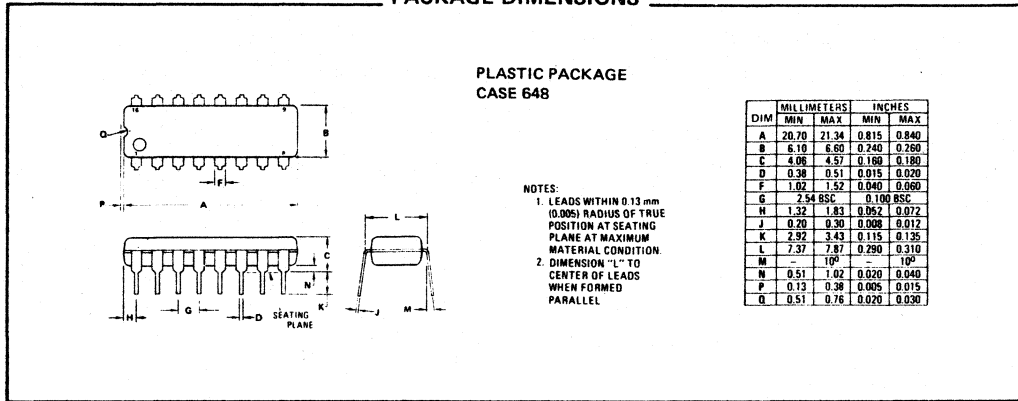 PACKAGE DIMENSIONS
PLASTIC PACKAGE
CASE 648
16 9
Q
B
1 8
F
P A
L
C
N
K
H G D J M
SEATING
PLANE
NOTES:
1. LEADS WITHIN 0.13 mm
(0.005) RADIUS OF TRUE
POSITION AT SEATING
PLANE AT MAXIMUM
MATERIAL CONDITION.
2. DIMENSION "L" TO
CENTER OF LEADS
WHEN FORMED
PARALLEL
MILLIMETERS INCHES
DIM MIN MAX MIN MAX
A 20.70 21.34 0.815 0.840
B 6.10 6.60 0.240 0.260
C 4.06 4.57 0.160 0.180
D 0.38 0.51 0.015 0.020
F 1.02 1.52 0.040 0.060
G 2.54 BSC 0.100 BSC
H 1.32 1.83 0.052 0.072
J 0.20 0.30 0.008 0.012
K 2.92 3.43 0.115 0.135
L 7.37 7.87 0.290 0.310
M – 10° – 10°
N 0.51 1.02 0.020 0.040
P 0.13 0.38 0.005 0.015
Q 0.51 0.76 0.020 0.030